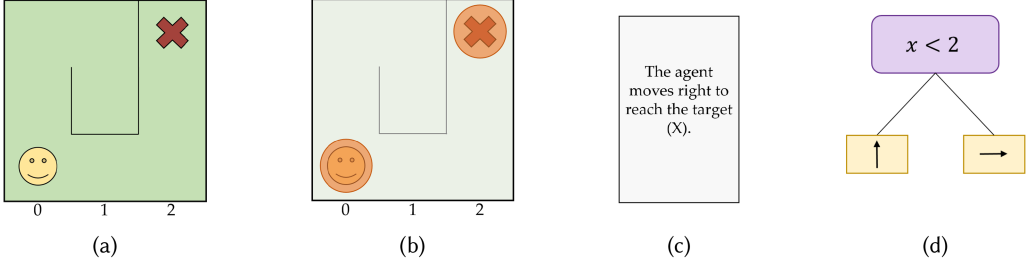 0 1 2
(a)
0 1 2
(b)
The agent
moves right to
reach the target
(X).
(c)
x < 2
(d)